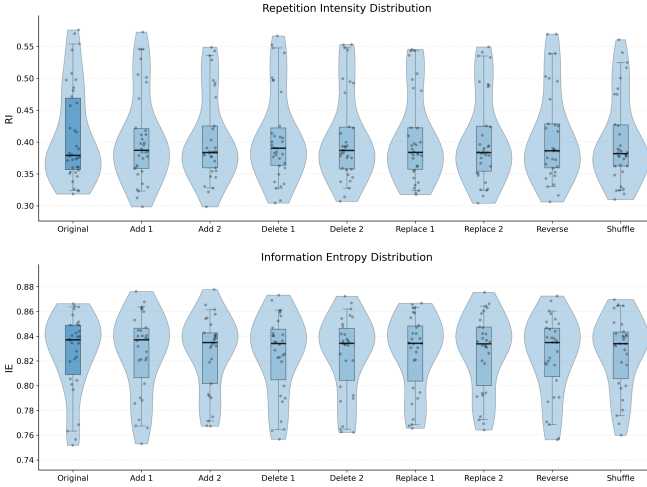 Repetition Intensity Distribution
RI
0.55
0.50
0.45
0.40
0.35
0.30
Original Add 1 Add 2 Delete 1 Delete 2 Replace 1 Replace 2 Reverse Shuffle
Information Entropy Distribution
IE
0.88
0.86
0.84
0.82
0.80
0.78
0.76
0.74
Original Add 1 Add 2 Delete 1 Delete 2 Replace 1 Replace 2 Reverse Shuffle